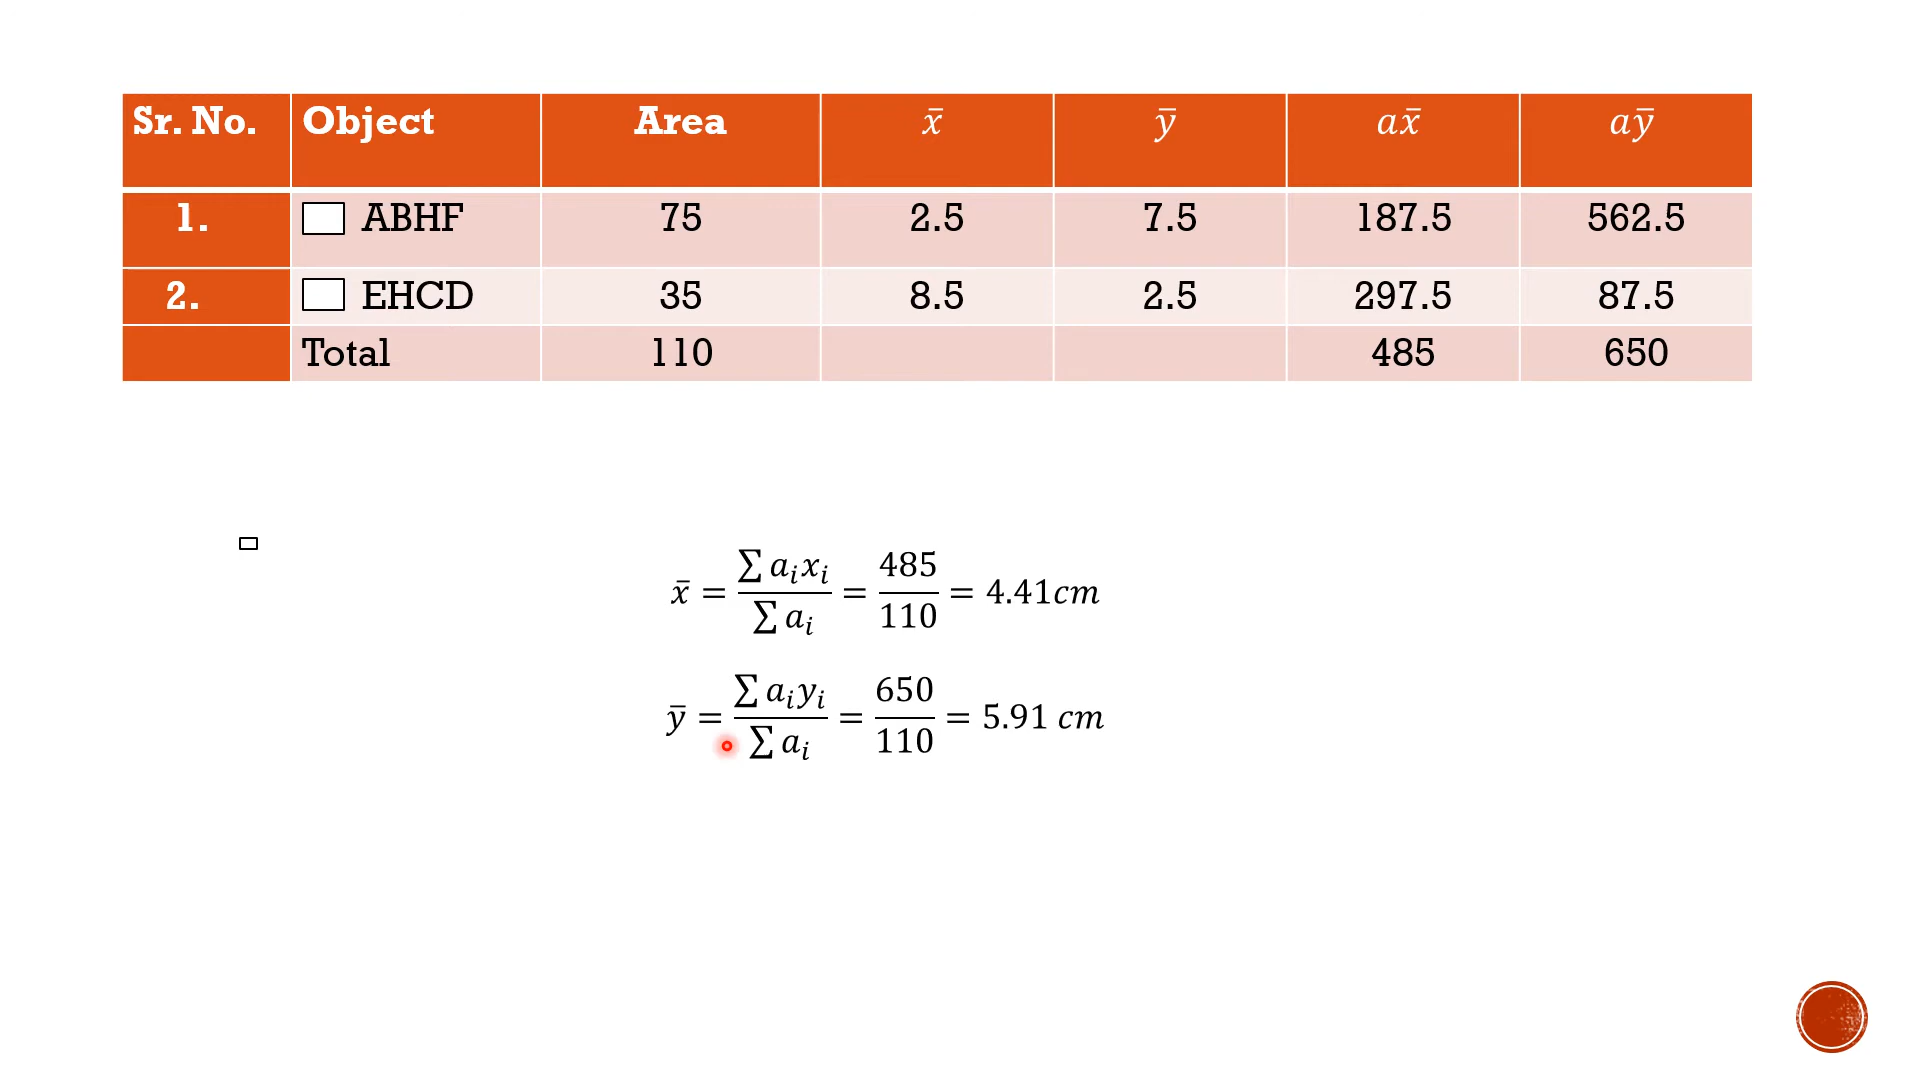 Sr. No. Object Area x̄ ȳ ax̄ aȳ
1. ABHF 75 2.5 7.5 187.5 562.5
2. EHCD 35 8.5 2.5 297.5 87.5
Total 110 485 650
x̄ = ∑ aᵢxᵢ / ∑ aᵢ = 485 / 110 = 4.41cm
ȳ = ∑ aᵢyᵢ / ∑ aᵢ = 650 / 110 = 5.91 cm